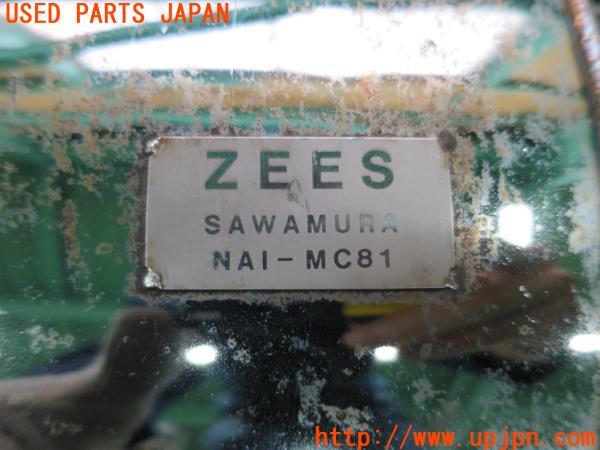 USED PARTS JAPAN
ZEES
SAWAMURA
NAI-MC81
http://www.upjpn.com